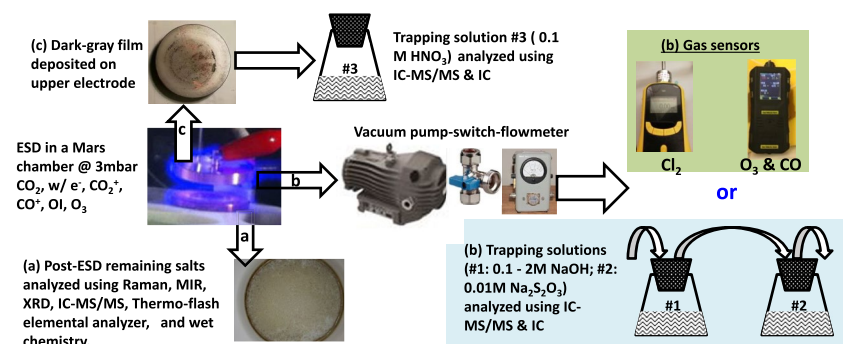 (c) Dark-gray film
deposited on
upper electrode
#3
Trapping solution #3 ( 0.1
M HNO3) analyzed using
IC-MS/MS & IC
(b) Gas sensors
Cl2
O3 & CO
or
c
ESD in a Mars
chamber @ 3mbar
CO2, w/ e-, CO2+,
CO+, OI, O3
b
a
Vacuum pump-switch-flowmeter
(a) Post-ESD remaining salts
analyzed using Raman, MIR,
XRD, IC-MS/MS, Thermo-flash
elemental analyzer, and wet
chemistry
(b) Trapping solutions
(#1: 0.1 - 2M NaOH; #2:
0.01M Na2S2O3)
analyzed using IC-
MS/MS & IC
#1
#2